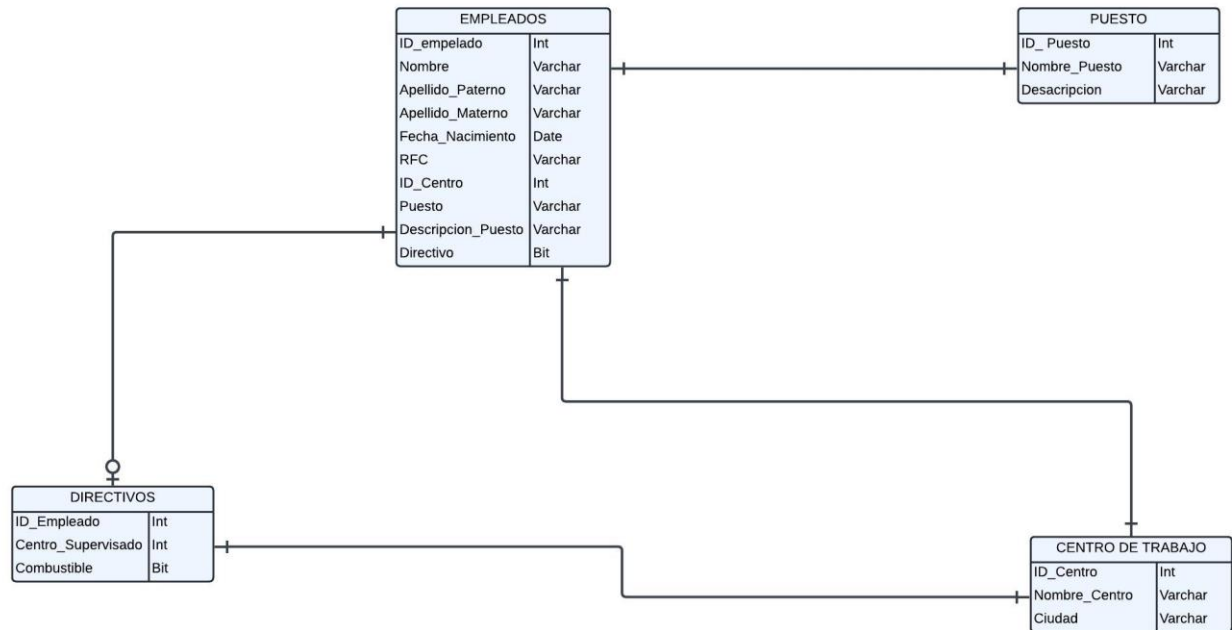 EMPLEADOS
ID_empelado Int
Nombre Varchar
Apellido_Paterno Varchar
Apellido_Materno Varchar
Fecha_Nacimiento Date
RFC Varchar
ID_Centro Int
Puesto Varchar
Descripcion_Puesto Varchar
Directivo Bit
PUESTO
ID_ Puesto Int
Nombre_Puesto Varchar
Desacripcion Varchar
DIRECTIVOS
ID_Empleado Int
Centro_Supervisado Int
Combustible Bit
CENTRO DE TRABAJO
ID_Centro Int
Nombre_Centro Varchar
Ciudad Varchar